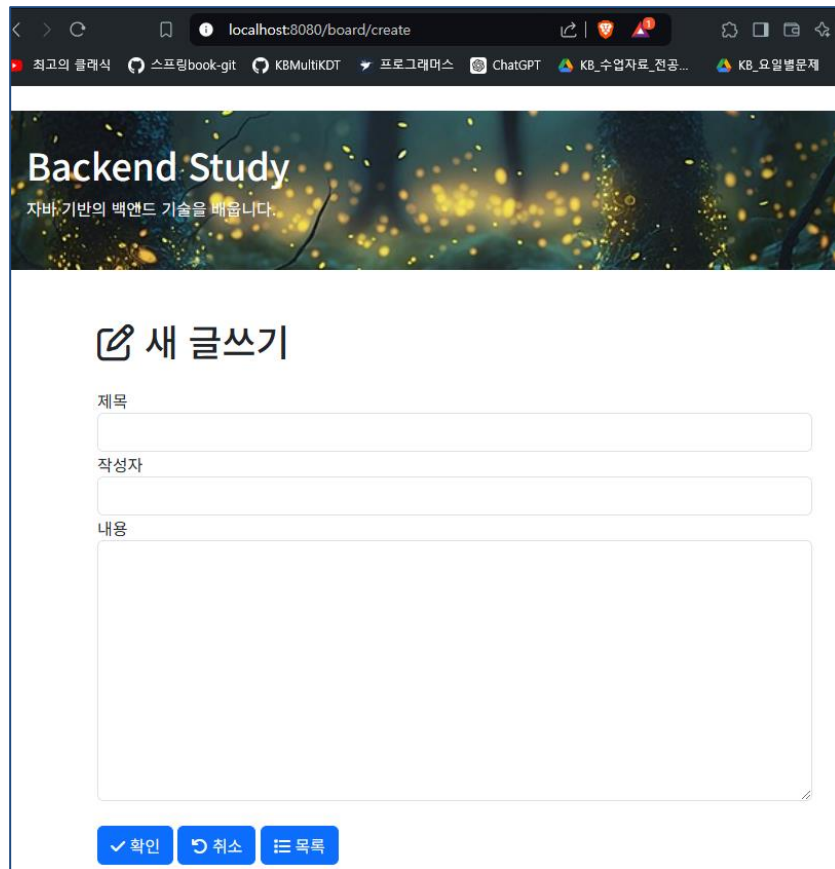 localhost:8080/board/create
1
최고의 클래식 스프링book-git KBMultiKDT 프로그래머스 ChatGPT KB_수업자료_전공... KB_요일별문제
Backend Study
자바 기반의 백앤드 기술을 배웁니다.
새 글쓰기
제목
작성자
내용
확인 취소 목록